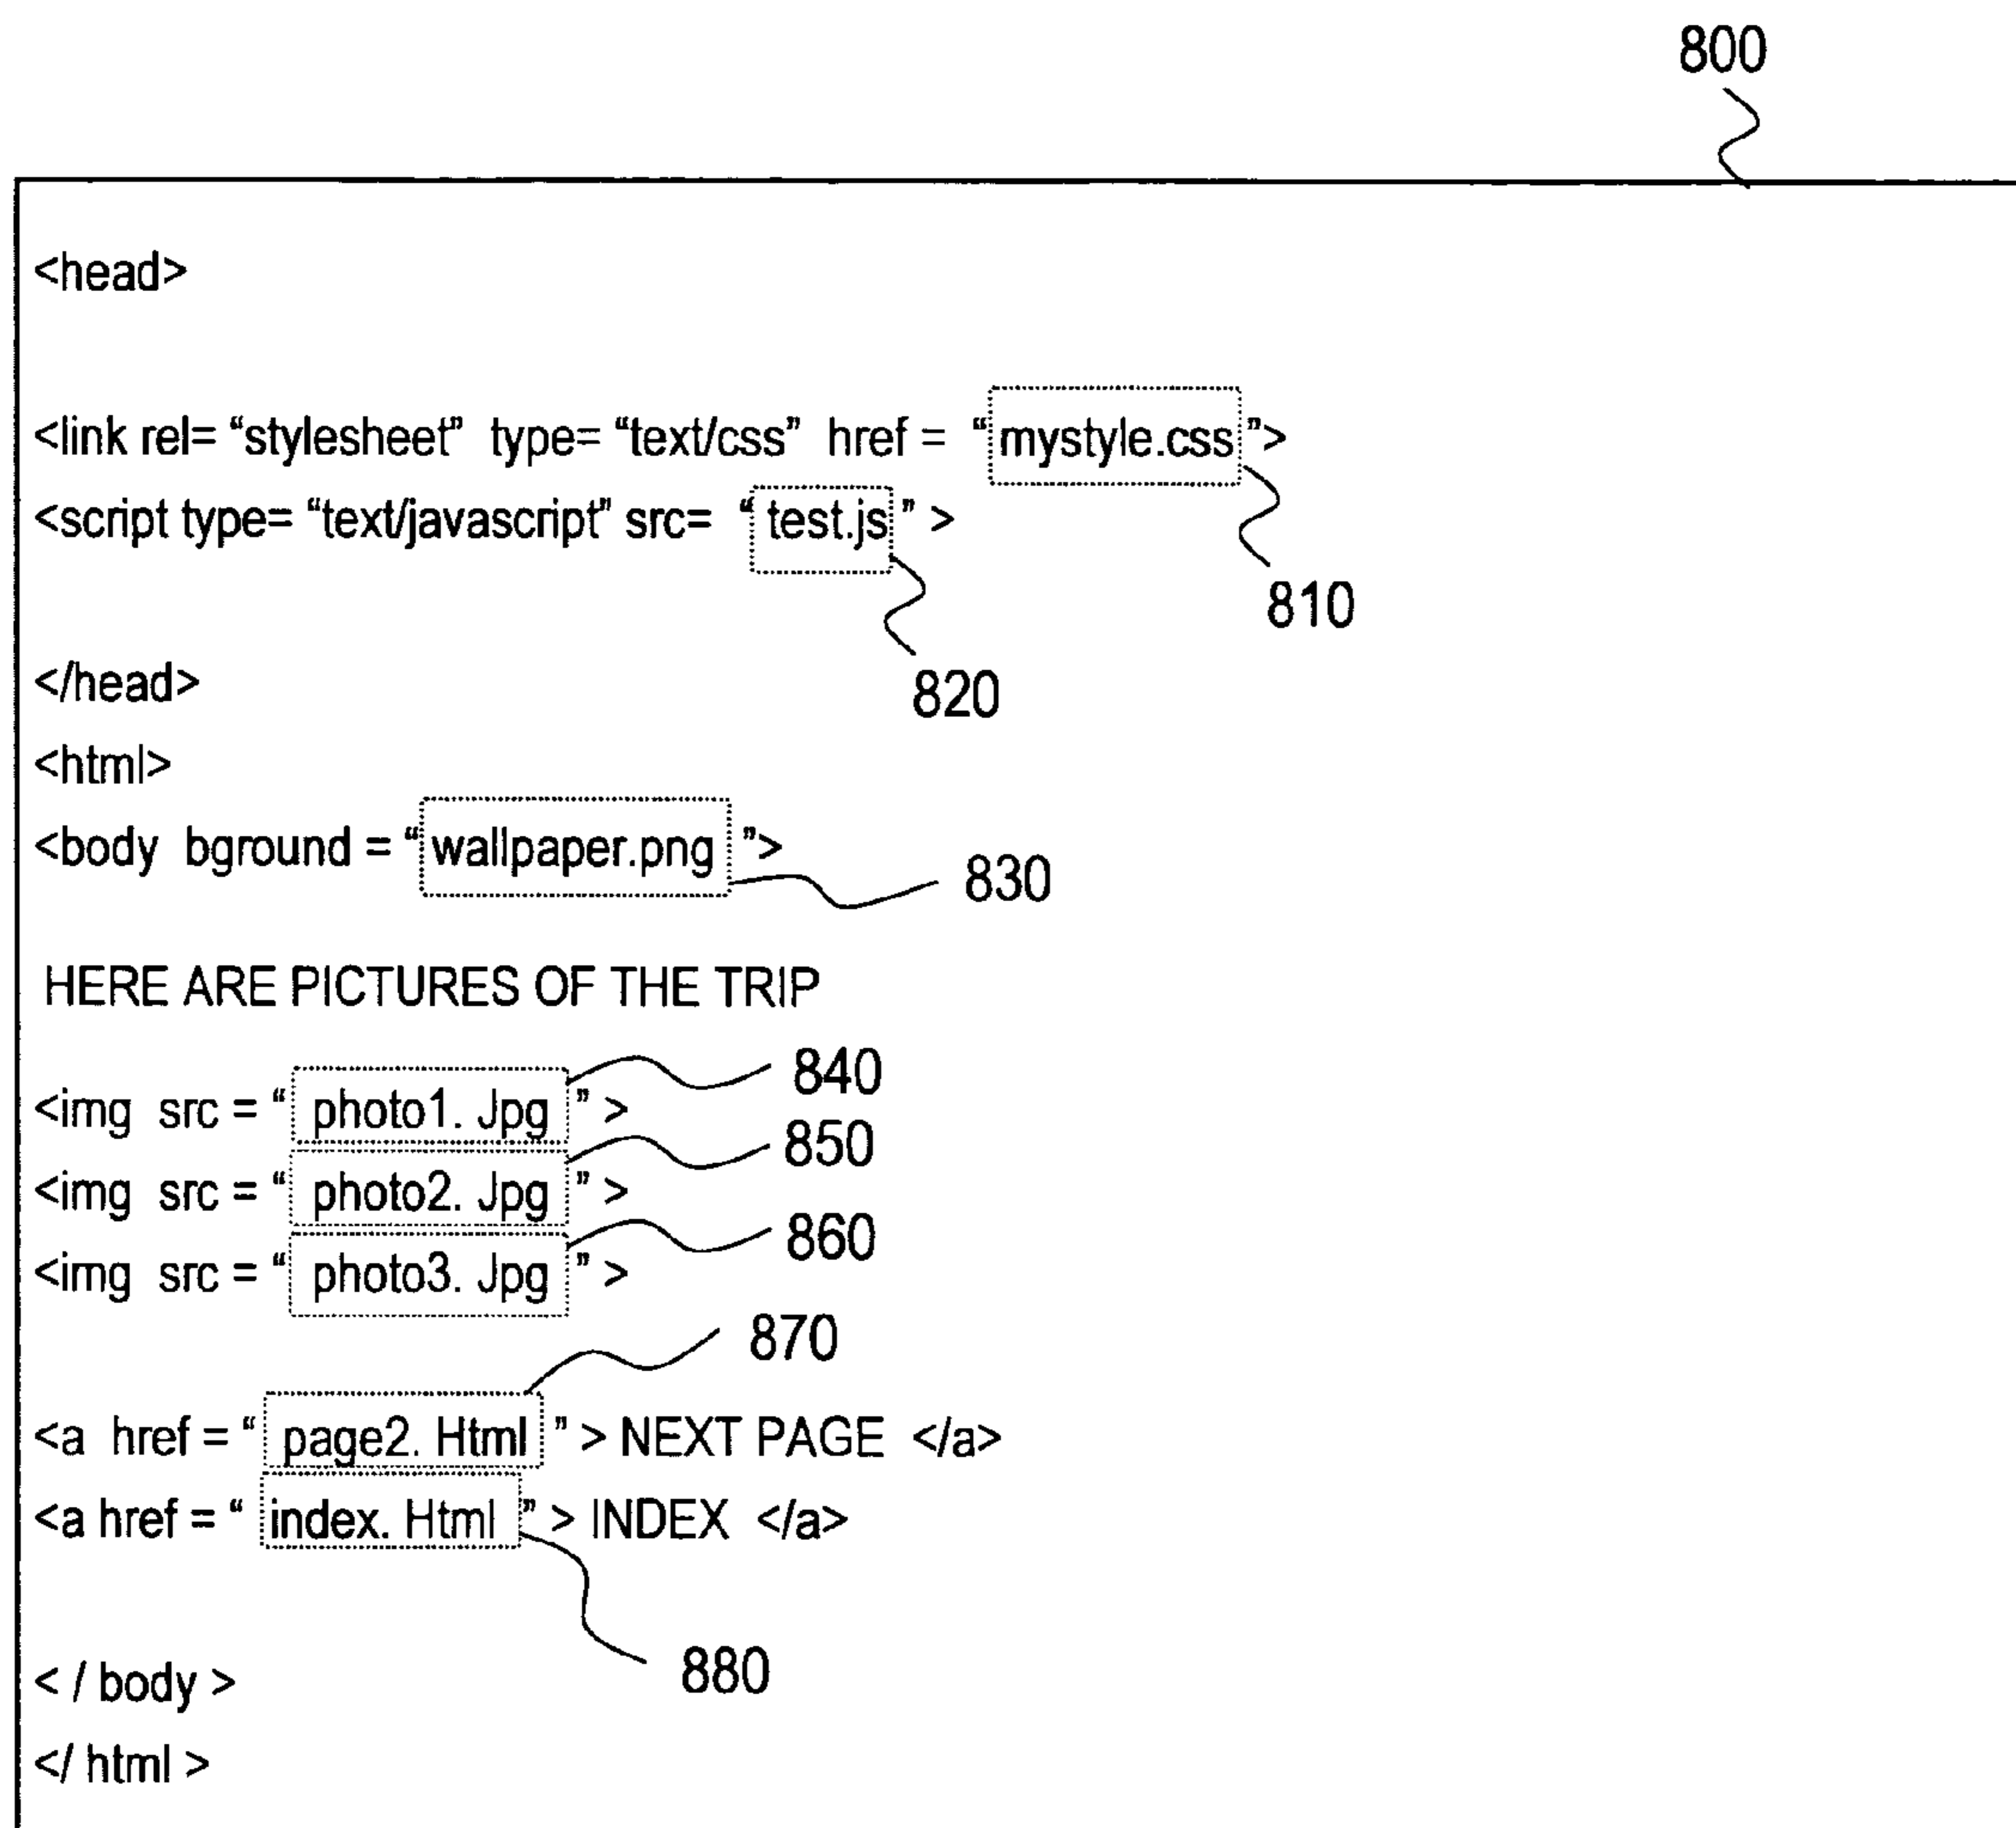 800
<head>
<link rel= “stylesheet” type= “text/css” href = “mystyle.css”>
<script type= “text/javascript” src= “ test.js ” >
810
820
</head>
<html>
<body bground = “ wallpaper.png ”>
830
HERE ARE PICTURES OF THE TRIP
840
<img src = “ photo1. Jpg ” >
850
<img src = “ photo2. Jpg ” >
860
<img src = “ photo3. Jpg ” >
870
<a href = “ page2. Html ” > NEXT PAGE </a>
<a href = “ index. Html ” > INDEX </a>
880
< / body >
</ html >